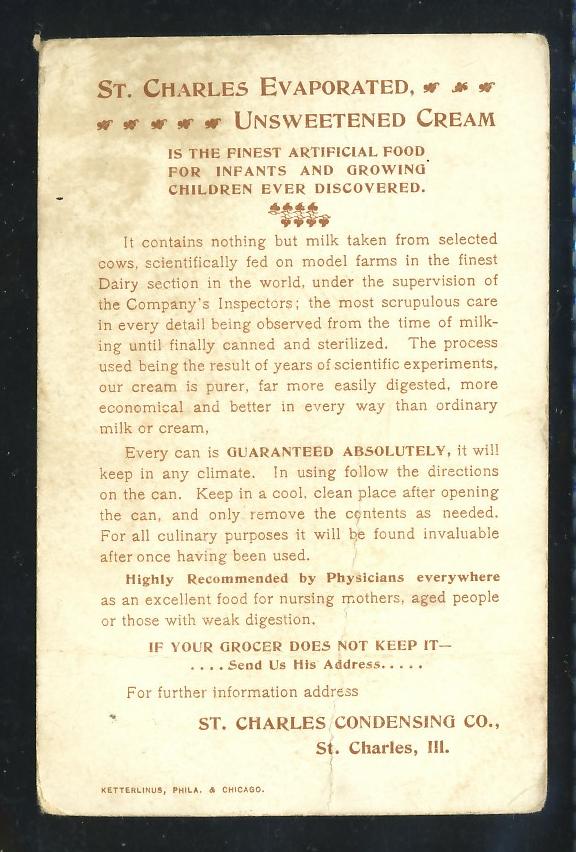 ST. CHARLES EVAPORATED,
UNSWEETENED CREAM
IS THE FINEST ARTIFICIAL FOOD
FOR INFANTS AND GROWING
CHILDREN EVER DISCOVERED.
It contains nothing but milk taken from selected
cows, scientifically fed on model farms in the finest
Dairy section in the world, under the supervision of
the Company's Inspectors; the most scrupulous care
in every detail being observed from the time of milk-
ing until finally canned and sterilized. The process
used being the result of years of scientific experiments,
our cream is purer, far more easily digested, more
economical and better in every way than ordinary
milk or cream,
Every can is GUARANTEED ABSOLUTELY, it will
keep in any climate. In using follow the directions
on the can. Keep in a cool, clean place after opening
the can, and only remove the contents as needed.
For all culinary purposes it will be found invaluable
after once having been used.
Highly Recommended by Physicians everywhere
as an excellent food for nursing mothers, aged people
or those with weak digestion.
IF YOUR GROCER DOES NOT KEEP IT—
....Send Us His Address.....
For further information address
ST. CHARLES CONDENSING CO.,
St. Charles, Ill.
KETTERLINUS, PHILA. & CHICAGO.